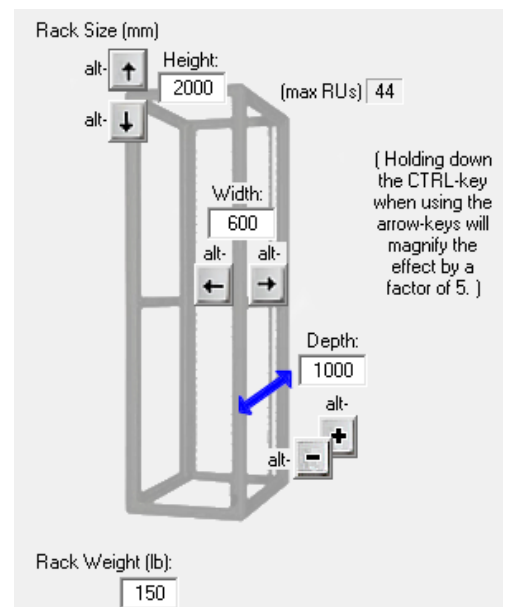 Rack Size (mm)
alt- ↑
Height:
2000
(max RUs) 44
alt- ↓
( Holding down
the CTRL-key
when using the
arrow-keys will
magnify the
effect by a
factor of 5. )
Width:
600
alt- alt-
← →
Depth:
1000
alt-
+
alt- -
Rack Weight (lb):
150